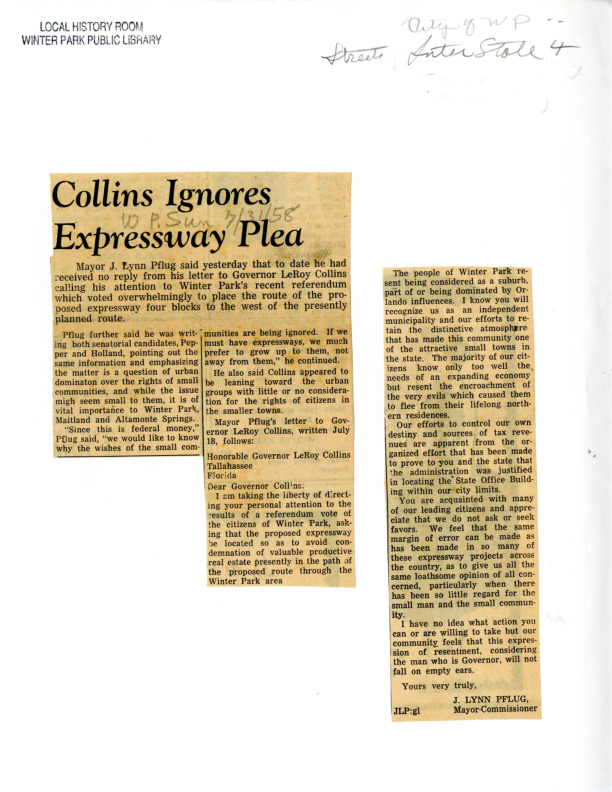 LOCAL HISTORY ROOM
WINTER PARK PUBLIC LIBRARY
City of W P --
Streets, Inter State 4
Collins Ignores
W P. Sun 7/31/58
Expressway Plea
Mayor J. Lynn Pflug said yesterday that to date he had
received no reply from his letter to Governor LeRoy Collins
calling his attention to Winter Park's recent referendum
which voted overwhelmingly to place the route of the pro-
posed expressway four blocks to the west of the presently
planned route.
Pflug further said he was writ-
ing both senatorial candidates, Pep-
per and Holland, pointing out the
same information and emphasizing
the matter is a question of urban
dominaton over the rights of small
communities, and while the issue
migh seem small to them, it is of
vital importance to Winter Park,
Maitland and Altamonte Springs.
"Since this is federal money,"
Pflug said, "we would like to know
why the wishes of the small com-
munities are being ignored. If we
must have expressways, we much
prefer to grow up to them, not
away from them," he continued.
He also said Collins appeared to
be leaning toward the urban
groups with little or no considera-
tion for the rights of citizens in
the smaller towns.
Mayor Pflug's letter to Gov-
ernor LeRoy Collins, written July
18, follows:
Honorable Governor LeRoy Collins
Tallahassee
Florida
Dear Governor Collins:
I am taking the liberty of direct-
ing your personal attention to the
results of a referendum vote of
the citizens of Winter Park, ask-
ing that the proposed expressway
be located so as to avoid con-
demnation of valuable productive
real estate presently in the path of
the proposed route through the
Winter Park area
The people of Winter Park re-
sent being considered as a suburb,
part of or being dominated by Or-
lando influences. I know you will
recognize us as an independent
municipality and our efforts to re-
tain the distinctive atmosphere
that has made this community one
of the attractive small towns in
the state. The majority of our cit-
izens know only too well the
needs of an expanding economy
but resent the encroachment of
the very evils which caused them
to flee from their lifelong north-
ern residences.
Our efforts to control our own
destiny and sources of tax reve-
nues are apparent from the or-
ganized effort that has been made
to prove to you and the state that
the administration was justified
in locating the State Office Build-
ing within our city limits.
You are acquainted with many
of our leading citizens and appre-
ciate that we do not ask or seek
favors. We feel that the same
margin of error can be made as
has been made in so many of
these expressway projects across
the country, as to give us all the
same loathsome opinion of all con-
cerned, particularly when there
has been so little regard for the
small man and the small commun-
ity.
I have no idea what action you
can or are willing to take but our
community feels that this expres-
sion of resentment, considering
the man who is Governor, will not
fall on empty ears.
Yours very truly,
J. LYNN PFLUG,
JLP:gl Mayor-Commissioner